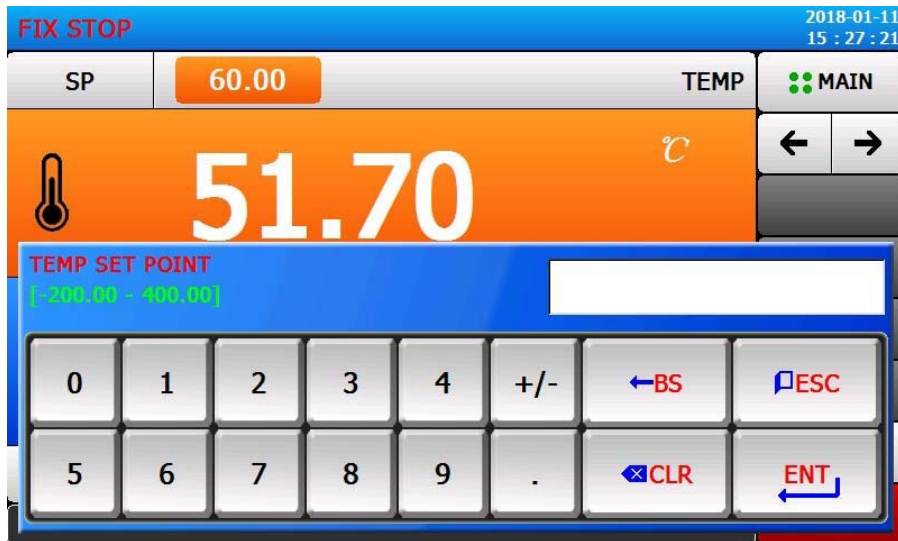 FIX STOP
2018-01-11
15 : 27 : 21
SP 60.00 TEMP
MAIN
℃
← →
51.70
TEMP SET POINT
[-200.00 - 400.00]
0 1 2 3 4 +/- ←BS ESC
5 6 7 8 9 . CLR ENT